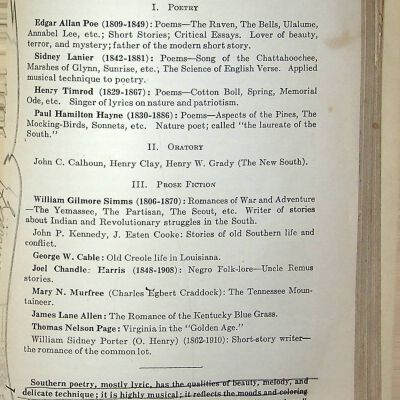 I. POETRY
Edgar Allan Poe (1809-1849): Poems—The Raven, The Bells, Ulalume,
Annabel Lee, etc.; Short Stories; Critical Essays. Lover of beauty,
terror, and mystery; father of the modern short story.
Sidney Lanier (1842-1881): Poems—Song of the Chattahoochee,
Marshes of Glynn, Sunrise, etc.; The Science of English Verse. Applied
musical technique to poetry.
Henry Timrod (1829-1867): Poems—Cotton Boll, Spring, Memorial
Ode, etc. Singer of lyrics on nature and patriotism.
Paul Hamilton Hayne (1830-1886): Poems—Aspects of the Pines, The
Mocking-Birds, Sonnets, etc. Nature poet; called "the laureate of the
South."
II. ORATORY
John C. Calhoun, Henry Clay, Henry W. Grady (The New South).
III. PROSE FICTION
William Gilmore Simms (1806-1870): Romances of War and Adventure
—The Yemassee, The Partisan, The Scout, etc. Writer of stories
about Indian and Revolutionary struggles in the South.
John P. Kennedy, J. Esten Cooke: Stories of old Southern life and
conflict.
George W. Cable: Old Creole life in Louisiana.
Joel Chandler Harris (1848-1908): Negro Folk-lore—Uncle Remus
stories.
Mary N. Murfree (Charles Egbert Craddock): The Tennessee Moun-
taineer.
James Lane Allen: The Romance of the Kentucky Blue Grass.
Thomas Nelson Page: Virginia in the "Golden Age."
William Sidney Porter (O. Henry) (1862-1910): Short-story writer—
the romance of the common lot.
Southern poetry, mostly lyric, has the qualities of beauty, melody, and
delicate technique; it is highly musical; it reflects the moods and coloring